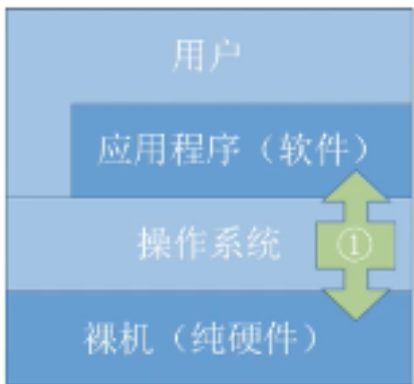 用户
应用程序（软件）
操作系统
①
裸机（纯硬件）